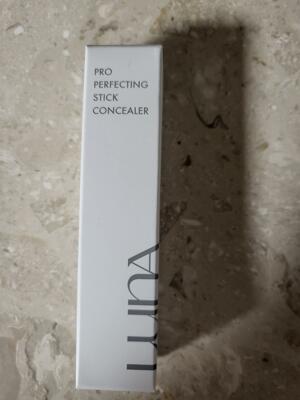 PRO
PERFECTING
STICK
CONCEALER
LUNA